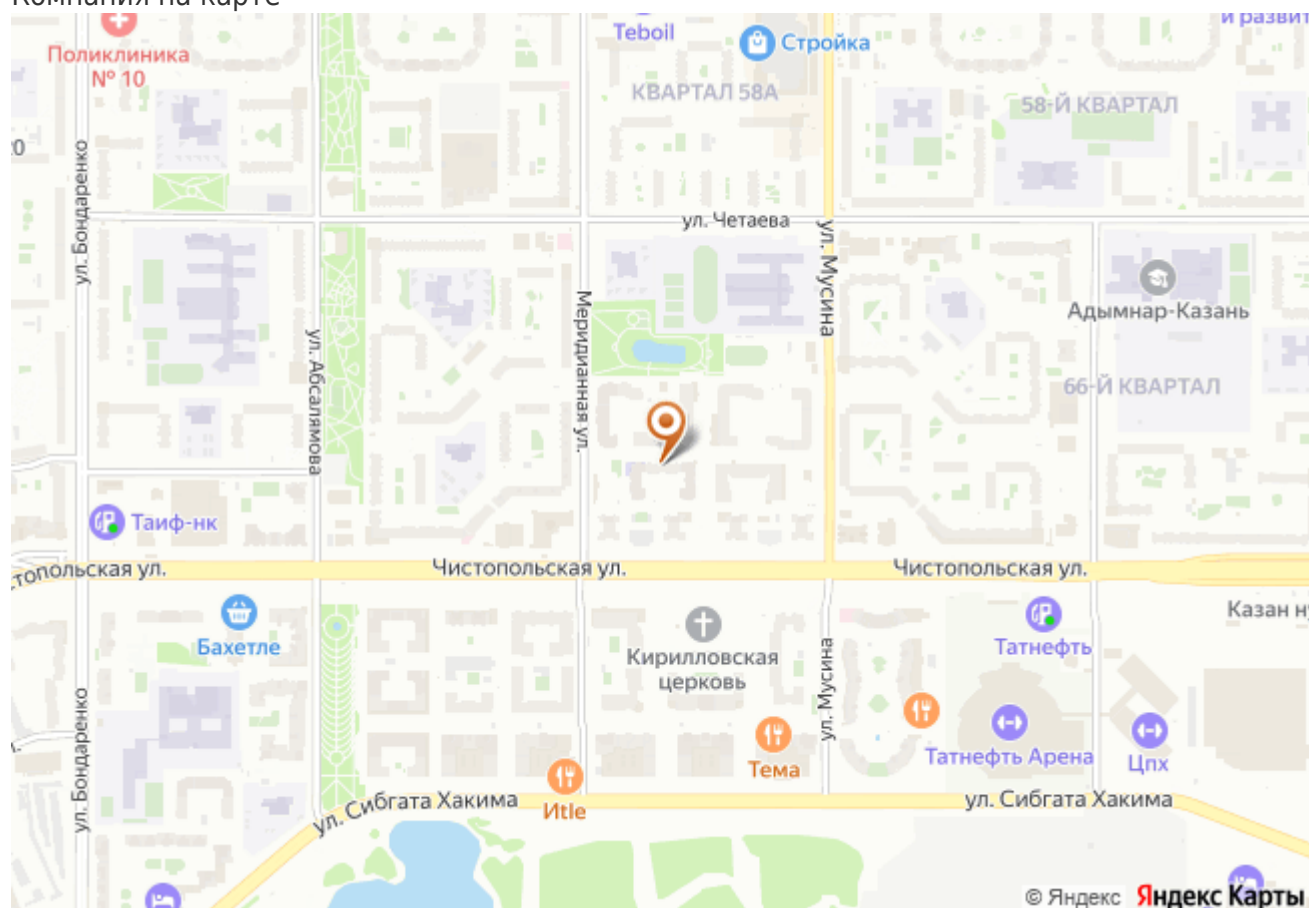 Компания на карте
Teboil
и развит
Стройка
Поликлиника
№ 10
КВАРТАЛ 58А
58-Й КВАРТАЛ
ул. Бондаренко
ул. Четаева
ул. Мусина
Адымнар-Казань
Меридианная ул.
ул. Абсалямова
66-Й КВАРТАЛ
Таиф-нк
топольская ул.
Чистопольская ул.
Чистопольская ул.
Бахетле
Кирилловская
церковь
Татнефть
Казан н
ул. Мусина
ул. Бондаренко
Тема
Татнефть Арена
Цпх
Иtle
ул. Сибгата Хакима
ул. Сибгата Хакима
© Яндекс Яндекс Карты